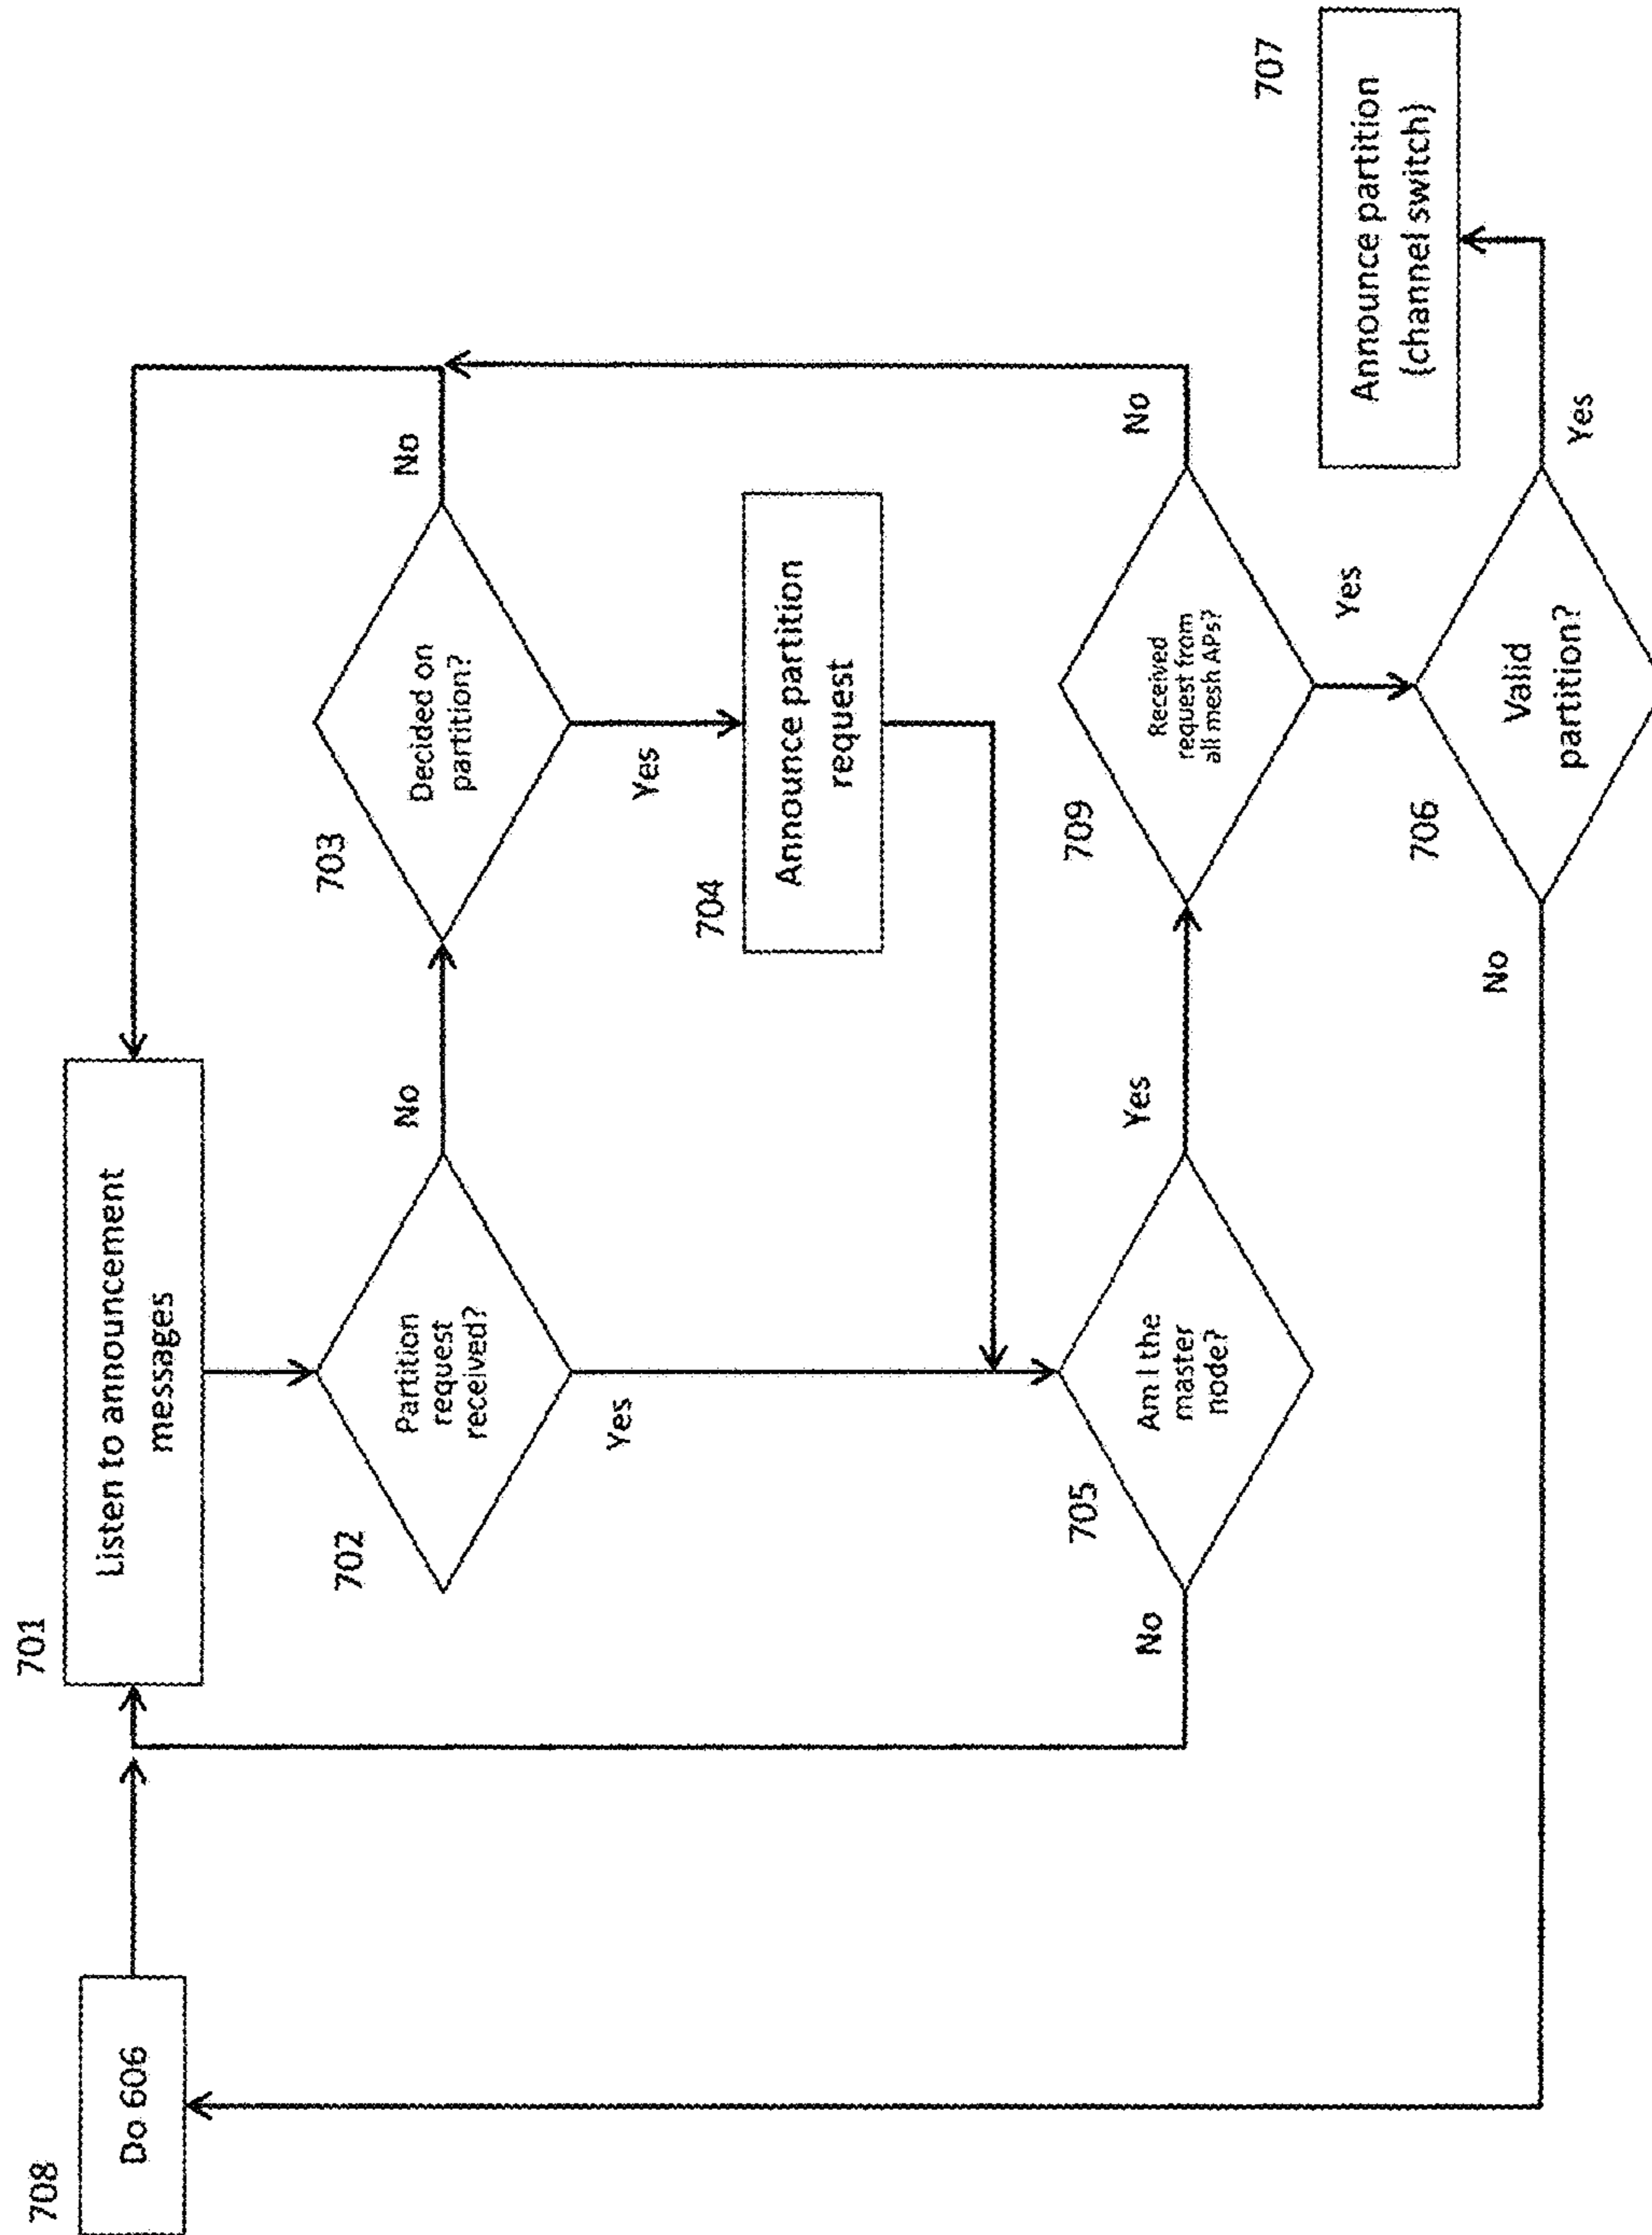 708
Do 606
701
Listen to announcement
messages
702
Partition
request
received?
No
Yes
703
Decided on
partition?
No
Yes
704
Announce partition
request
705
Am I the
master
node?
No
Yes
709
Received
request from
all mesh APs?
No
Yes
706
Valid
partition?
No
Yes
707
Announce partition
(channel switch)